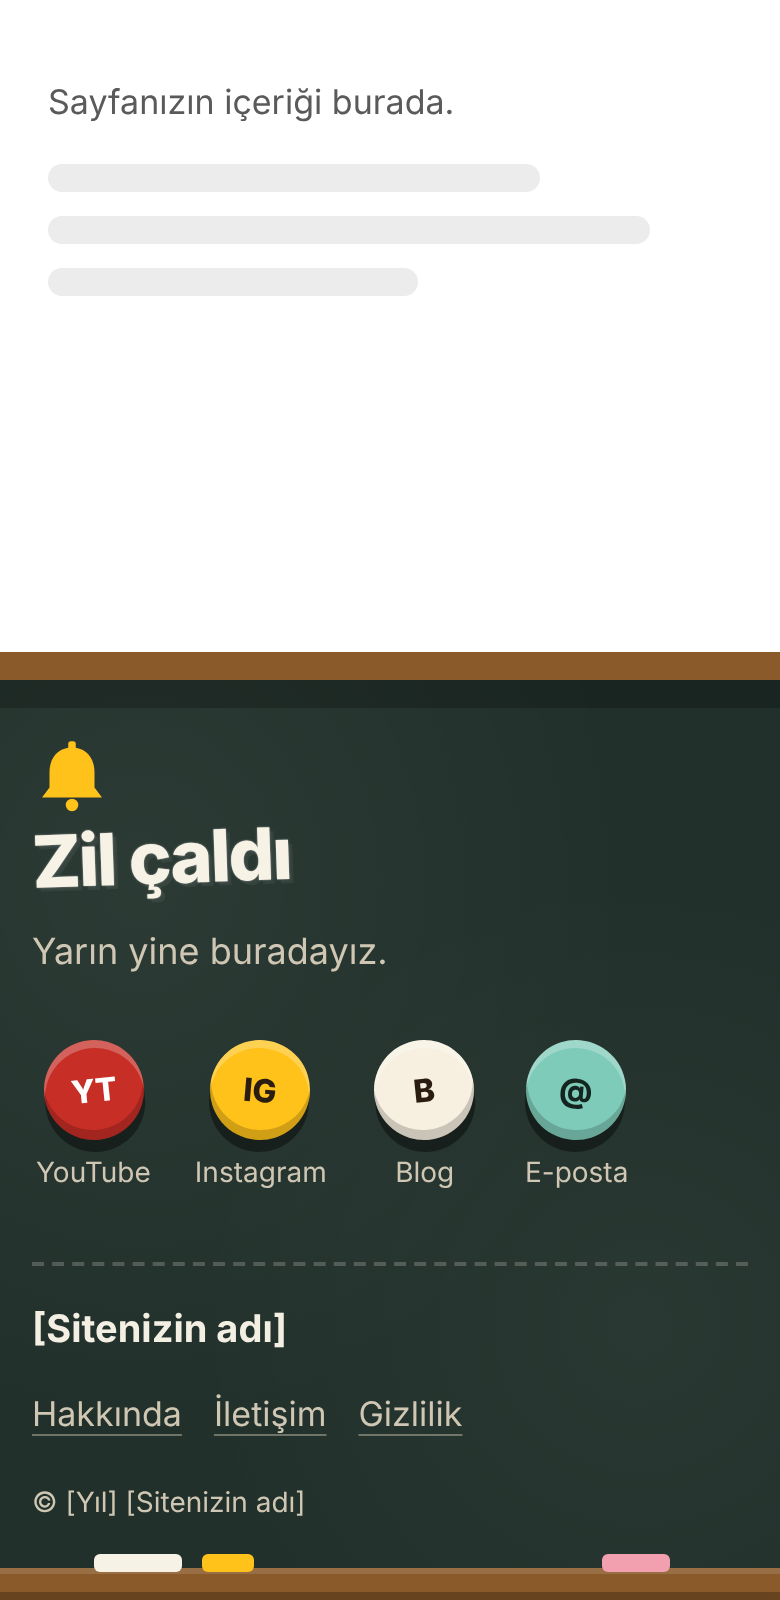 Sayfanızın içeriği burada.
Zil çaldı
Yarın yine buradayız.
YT IG B @
YouTube Instagram Blog E-posta
[Sitenizin adı]
Hakkında İletişim Gizlilik
© [Yıl] [Sitenizin adı]